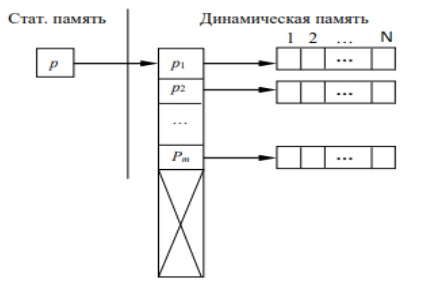 Стат. память
Динамическая память
1 2 ... N
p
p1
...
p2
...
...
Pm
...